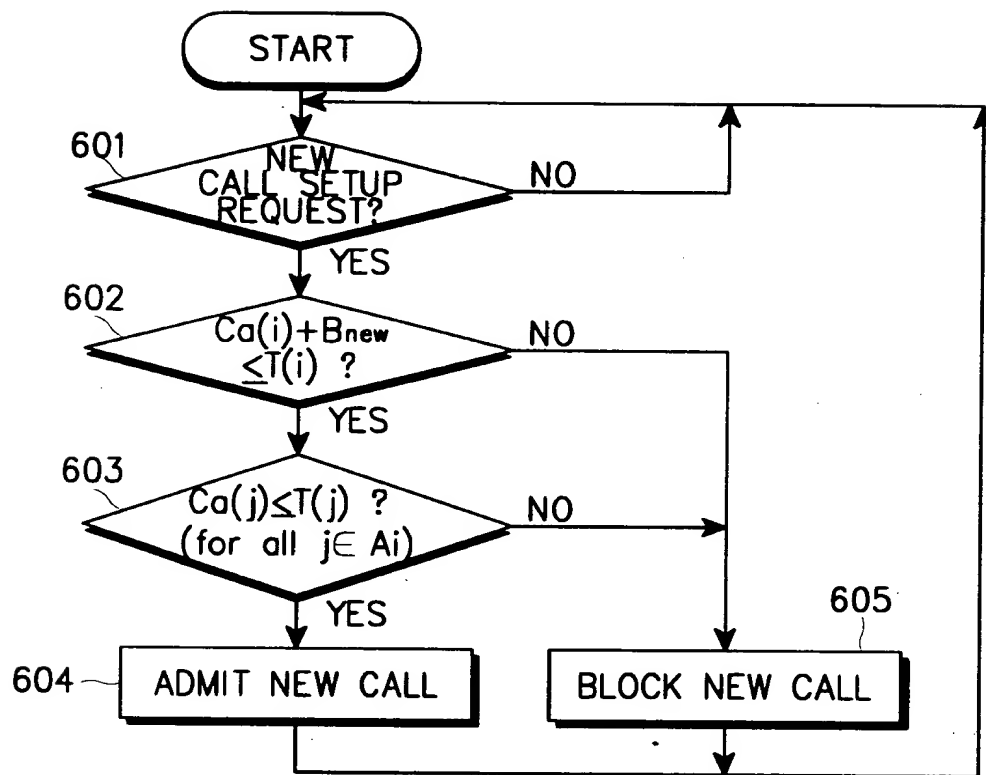 START
601
NEW
CALL SETUP
REQUEST?
NO
YES
602
Ca(i)+Bnew
≤T(i) ?
NO
YES
603
Ca(j)≤T(j) ?
(for all j∈ Ai)
NO
YES
604
ADMIT NEW CALL
605
BLOCK NEW CALL